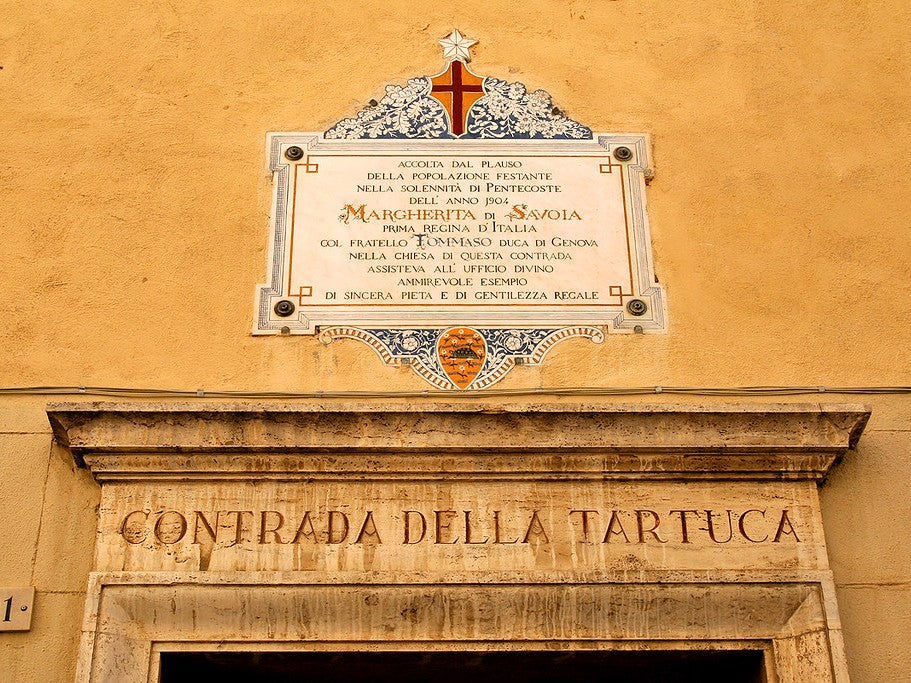 ACCOLTA DAL PLAUSO
DELLA POPOLAZIONE FESTANTE
NELLA SOLENNITÀ DI PENTECOSTE
DELL' ANNO 1904
MARGHERITA DI SAVOIA
PRIMA REGINA D'ITALIA
COL FRATELLO TOMMASO DUCA DI GENOVA
NELLA CHIESA DI QUESTA CONTRADA
ASSISTEVA ALL' UFFICIO DIVINO
AMMIREVOLE ESEMPIO
DI SINCERA PIETA E DI GENTILEZZA REGALE
CONTRADA DELLA TARTUCA
1